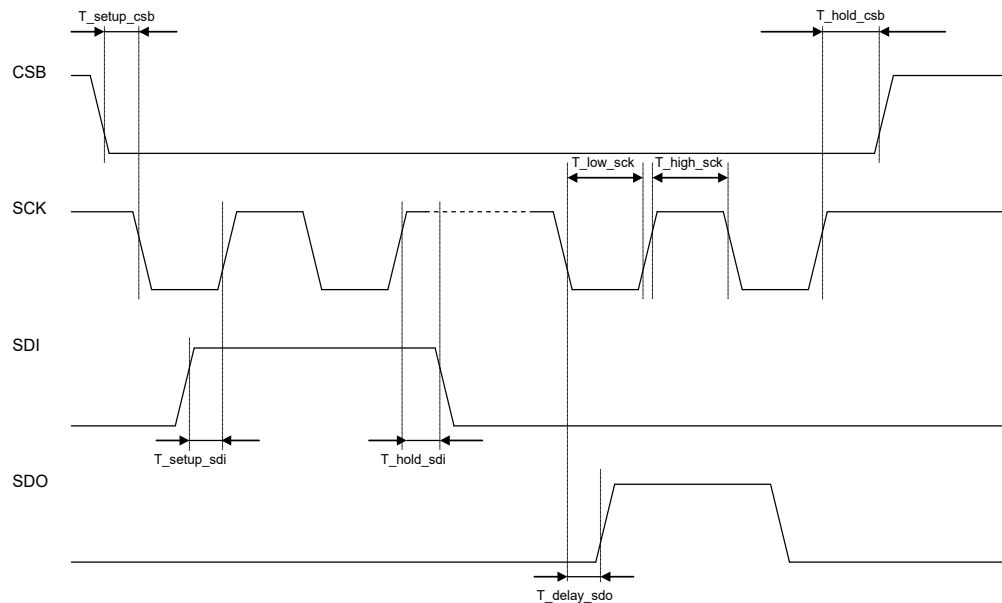 T_setup_csb
T_hold_csb
CSB
T_low_sck
T_high_sck
SCK
SDI
T_setup_sdi
T_hold_sdi
SDO
T_delay_sdo